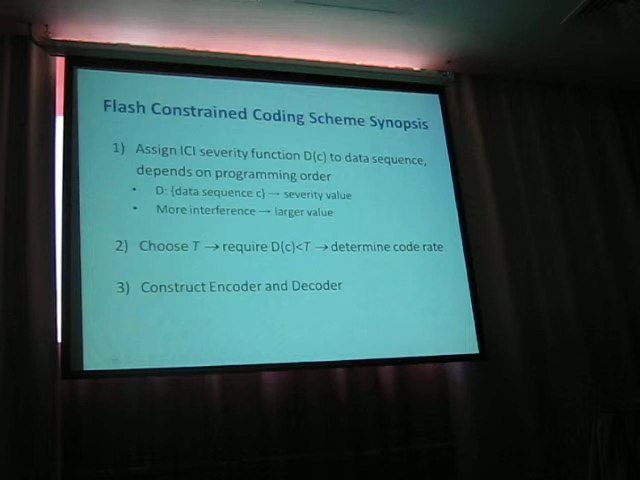 Flash Constrained Coding Scheme Synopsis
1) Assign ICI severity function D(c) to data sequence,
depends on programming order
• D: {data sequence c} → severity value
• More interference → larger value
2) Choose T → require D(c)<T → determine code rate
3) Construct Encoder and Decoder